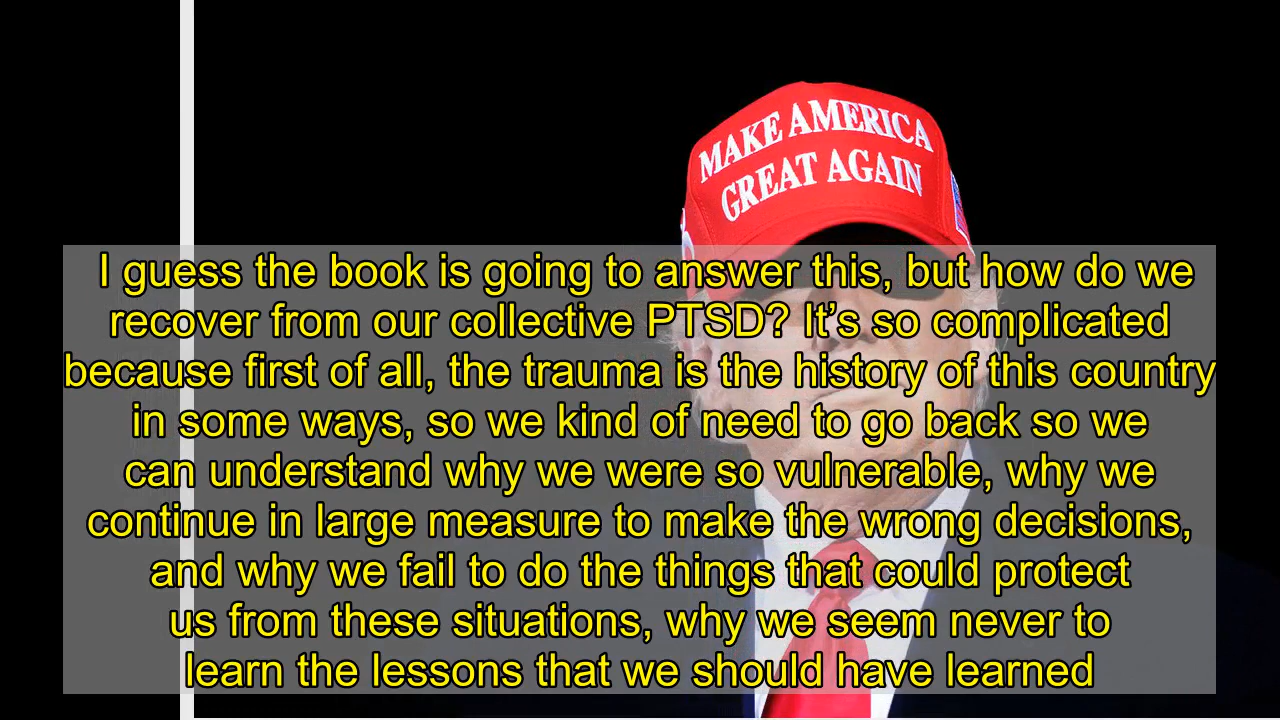 MAKE AMERICA
GREAT AGAIN
I guess the book is going to answer this, but how do we
recover from our collective PTSD? It’s so complicated
because first of all, the trauma is the history of this country
in some ways, so we kind of need to go back so we
can understand why we were so vulnerable, why we
continue in large measure to make the wrong decisions,
and why we fail to do the things that could protect
us from these situations, why we seem never to
learn the lessons that we should have learned